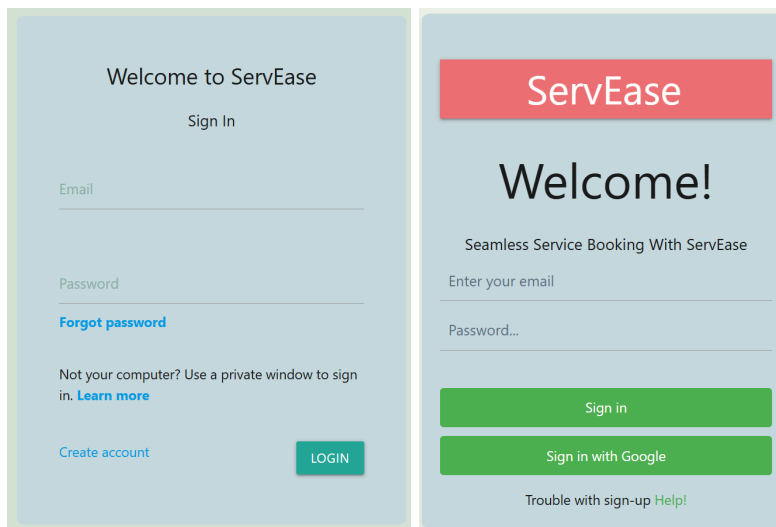 Welcome to ServEase
Sign In
Email
Password
Forgot password
Not your computer? Use a private window to sign
in. Learn more
Create account
LOGIN
ServEase
Welcome!
Seamless Service Booking With ServEase
Enter your email
Password...
Sign in
Sign in with Google
Trouble with sign-up Help!